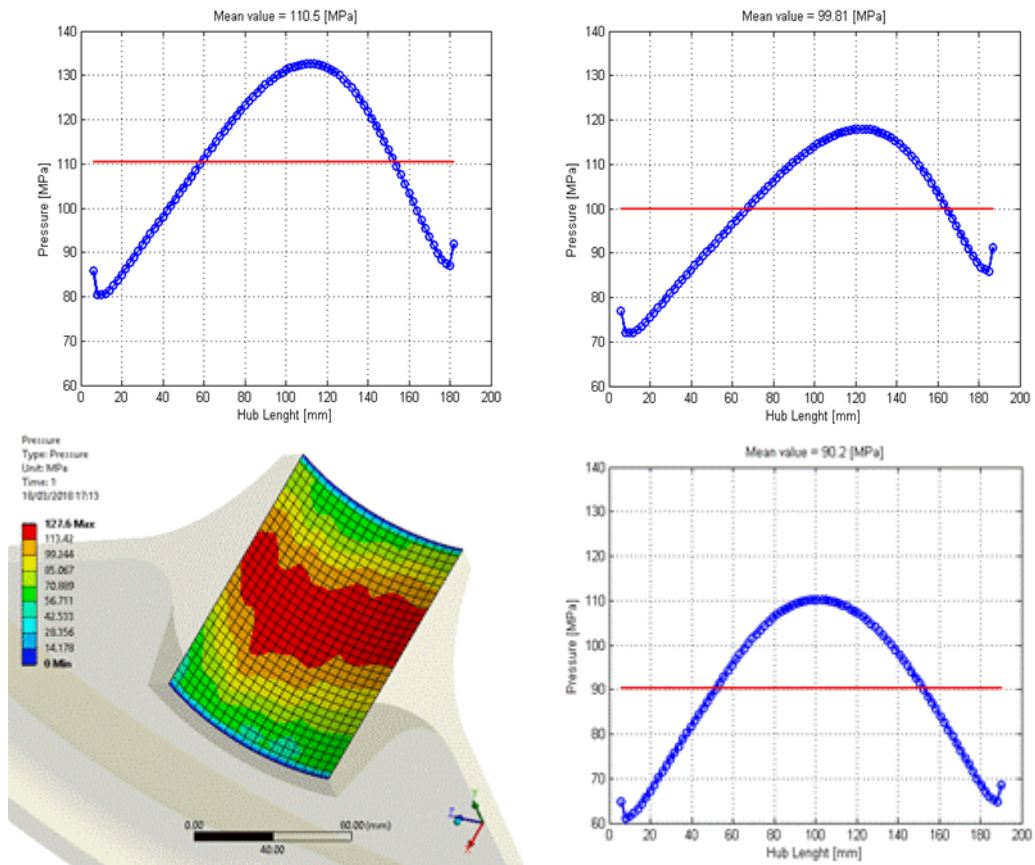 Mean value = 110.5 [MPa]
140
130
120
110
100
90
80
70
60
Pressure [MPa]
0 20 40 60 80 100 120 140 160 180 200
Hub Lenght [mm]
Mean value = 99.81 [MPa]
140
130
120
110
100
90
80
70
60
Pressure [MPa]
0 20 40 60 80 100 120 140 160 180 200
Hub Lenght [mm]
Pressure
Type: Pressure
Unit: MPa
Time: 1
18/03/2018 17:13
127.6 Max
113.42
99.244
85.067
70.889
56.711
42.533
28.356
14.178
0 Min
0.00
80.00 (mm)
40.00
Y
Z
X
Mean value = 90.2 [MPa]
140
130
120
110
100
90
80
70
60
Pressure [MPa]
0 20 40 60 80 100 120 140 160 180 200
Hub Lenght [mm]